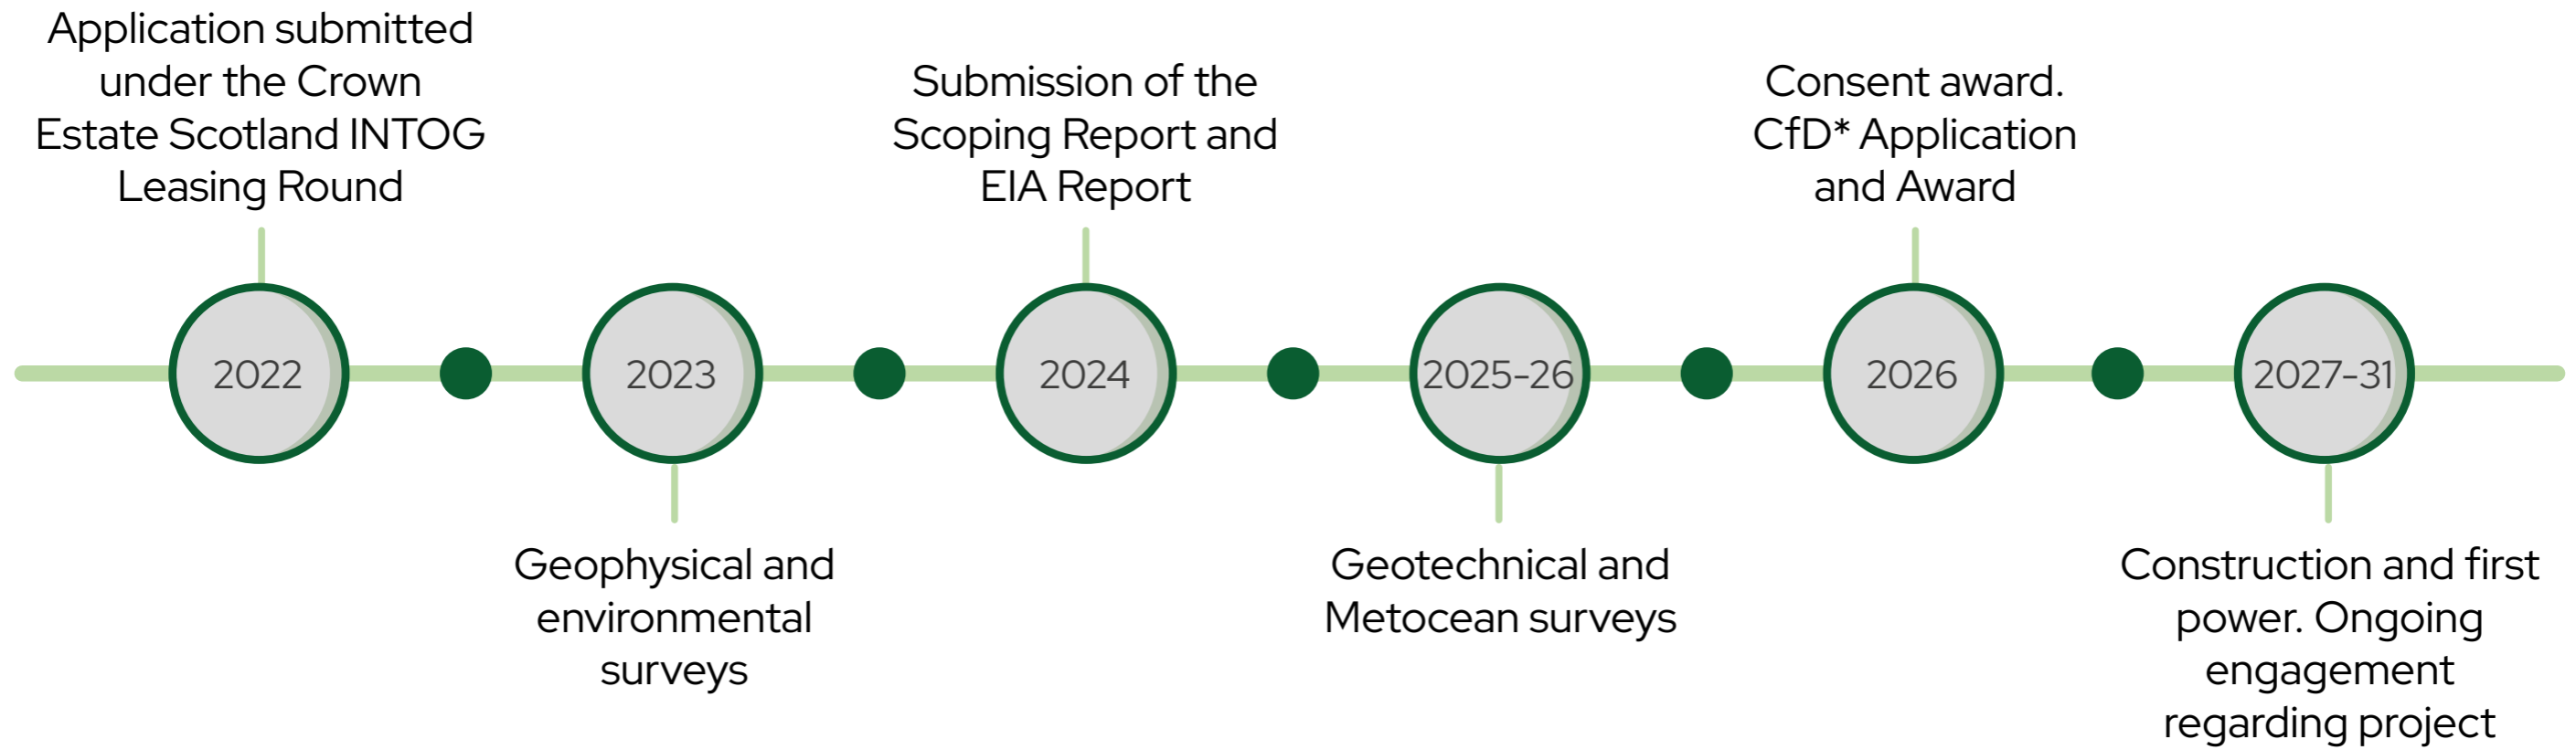 Application submitted
under the Crown
Estate Scotland INTOG
Leasing Round
Submission of the
Scoping Report and
EIA Report
Consent award.
CfD* Application
and Award
2022
2023
2024
2025-26
2026
2027-31
Geophysical and
environmental
surveys
Geotechnical and
Metocean surveys
Construction and first
power. Ongoing
engagement
regarding project